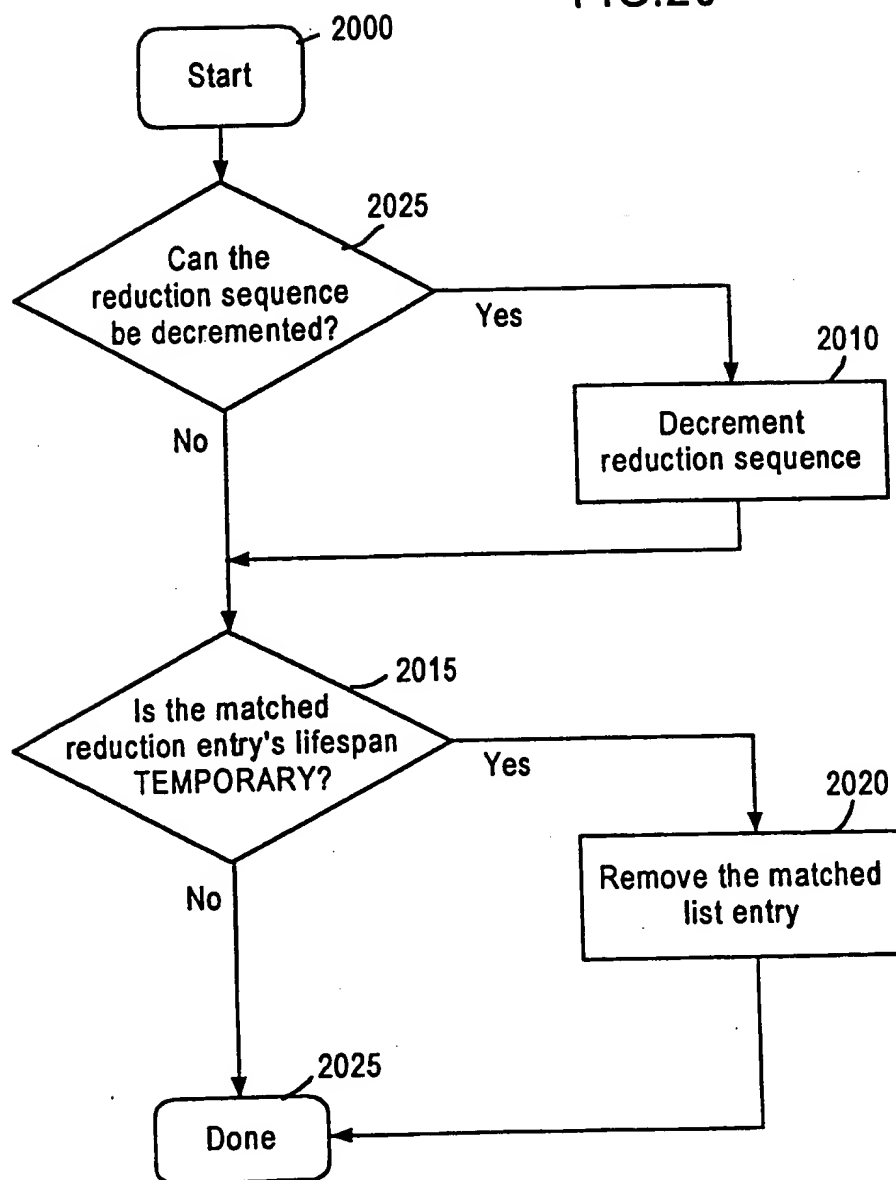 2000
Start
2025
Can the
reduction sequence
be decremented?
Yes
2010
Decrement
reduction sequence
No
2015
Is the matched
reduction entry's lifespan
TEMPORARY?
Yes
2020
Remove the matched
list entry
No
2025
Done